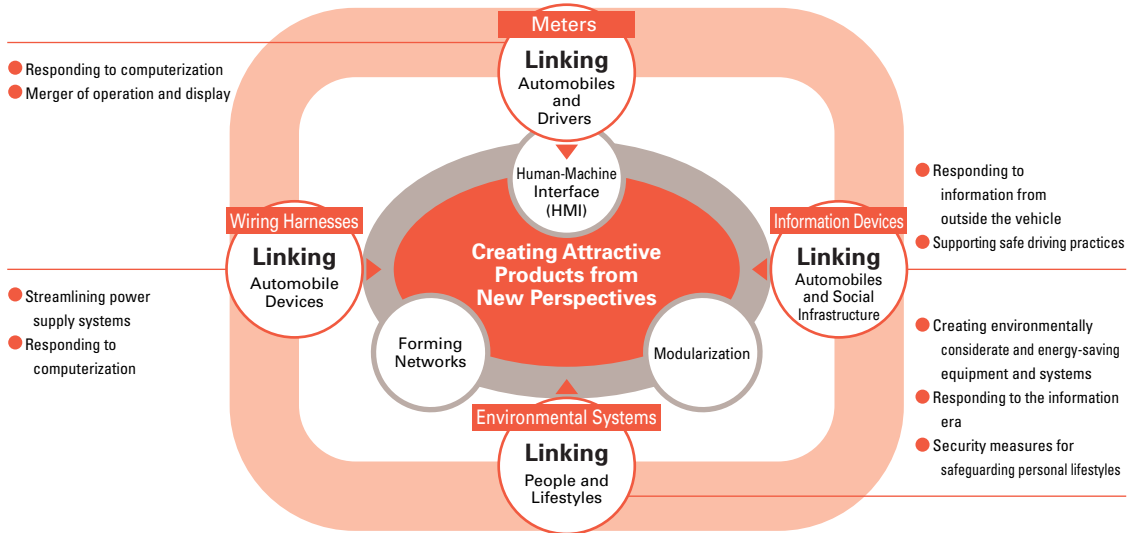 Meters
Linking
Automobiles
and
Drivers
Responding to computerization
Merger of operation and display
Human-Machine
Interface
(HMI)
Wiring Harnesses
Linking
Automobile
Devices
Streamlining power
supply systems
Responding to
computerization
Creating Attractive
Products from
New Perspectives
Information Devices
Linking
Automobiles
and Social
Infrastructure
Responding to
information from
outside the vehicle
Supporting safe driving practices
Forming
Networks
Modularization
Environmental Systems
Linking
People and
Lifestyles
Creating environmentally
considerate and energy-saving
equipment and systems
Responding to the information
era
Security measures for
safeguarding personal lifestyles